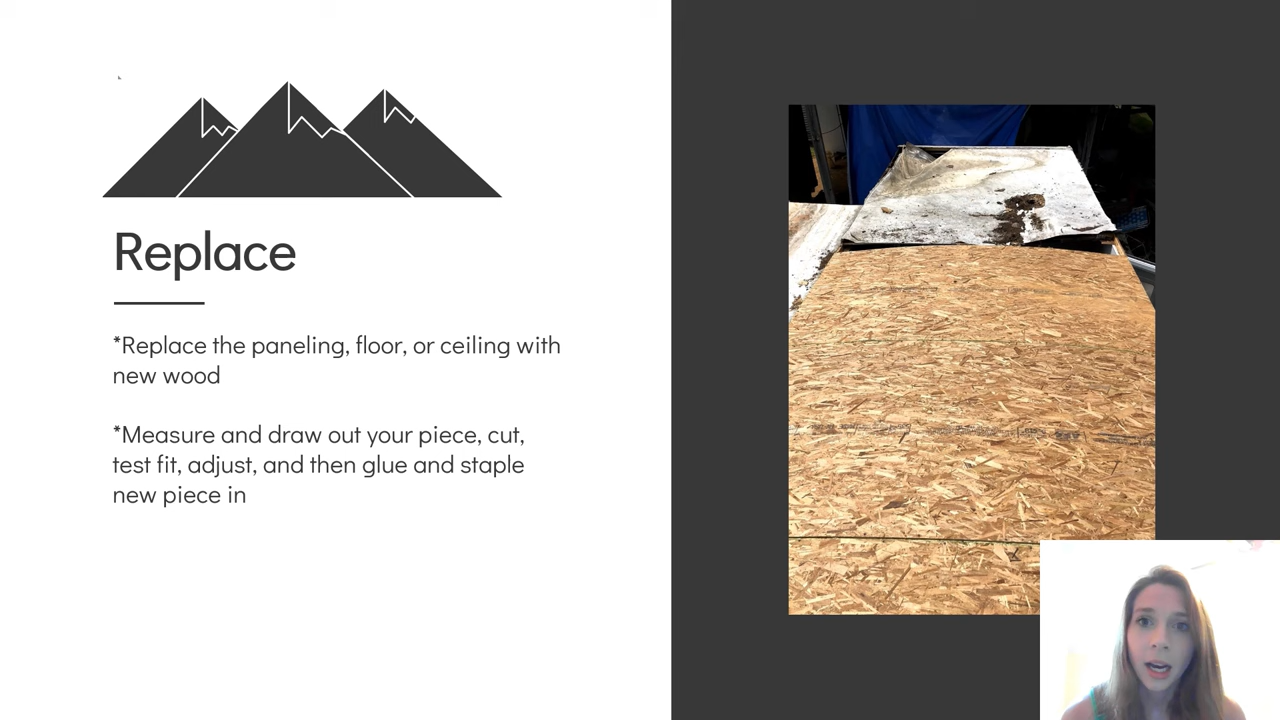 Replace
*Replace the paneling, floor, or ceiling with
new wood
*Measure and draw out your piece, cut,
test fit, adjust, and then glue and staple
new piece in